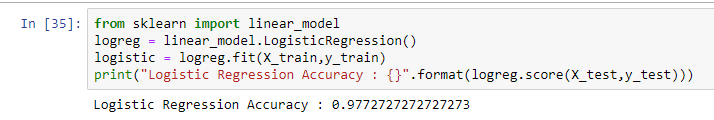 In [35]: from sklearn import linear_model
logreg = linear_model.LogisticRegression()
logistic = logreg.fit(X_train,y_train)
print("Logistic Regression Accuracy : {}".format(logreg.score(X_test,y_test)))
Logistic Regression Accuracy : 0.9772727272727273